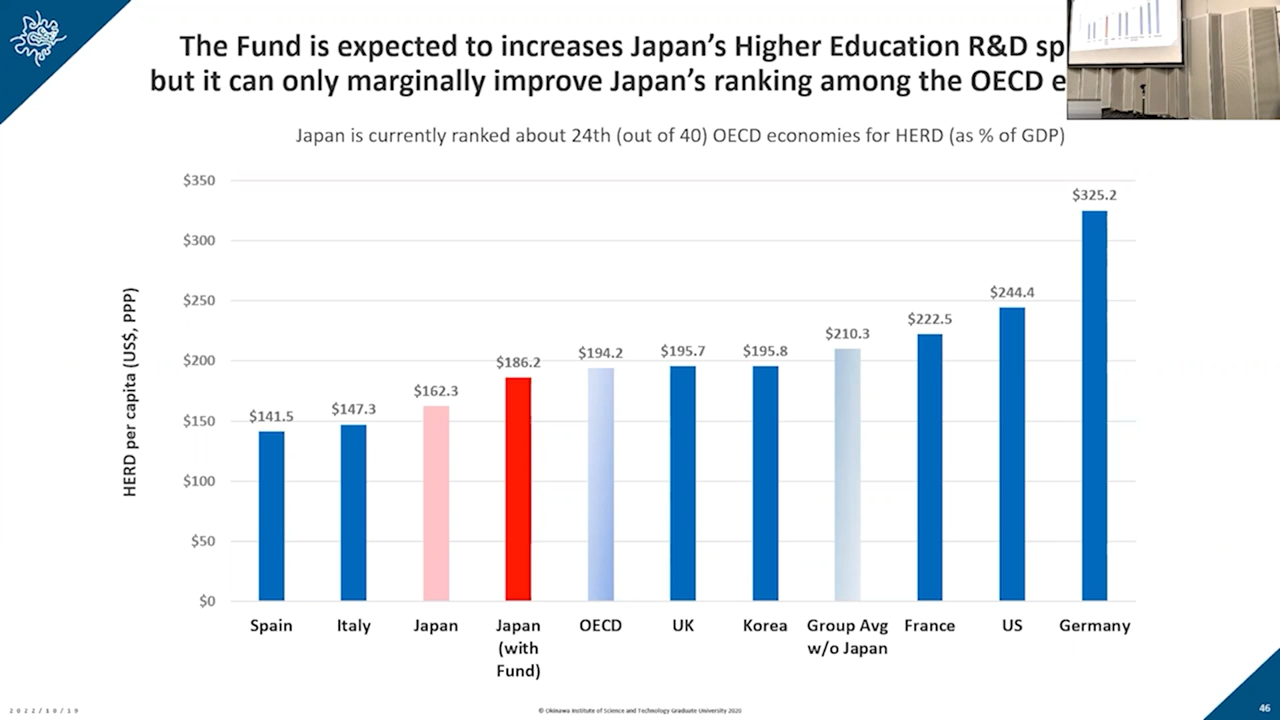 The Fund is expected to increases Japan's Higher Education R&D
but it can only marginally improve Japan's ranking among the OECD
Japan is currently ranked about 24th (out of 40) OECD economies for HERD (as % of GDP)
HERD per capita (US$, PPP)
$350
$300
$250
$200
$150
$100
$50
$0
$141.5
$147.3
$162.3
$186.2
$194.2
$195.7
$195.8
$210.3
$222.5
$244.4
$325.2
Spain
Italy
Japan
Japan
(with
Fund)
OECD
UK
Korea
Group Avg
w/o Japan
France
US
Germany
2022/10/19
© Okinawa Institute of Science and Technology Graduate University 2020
46